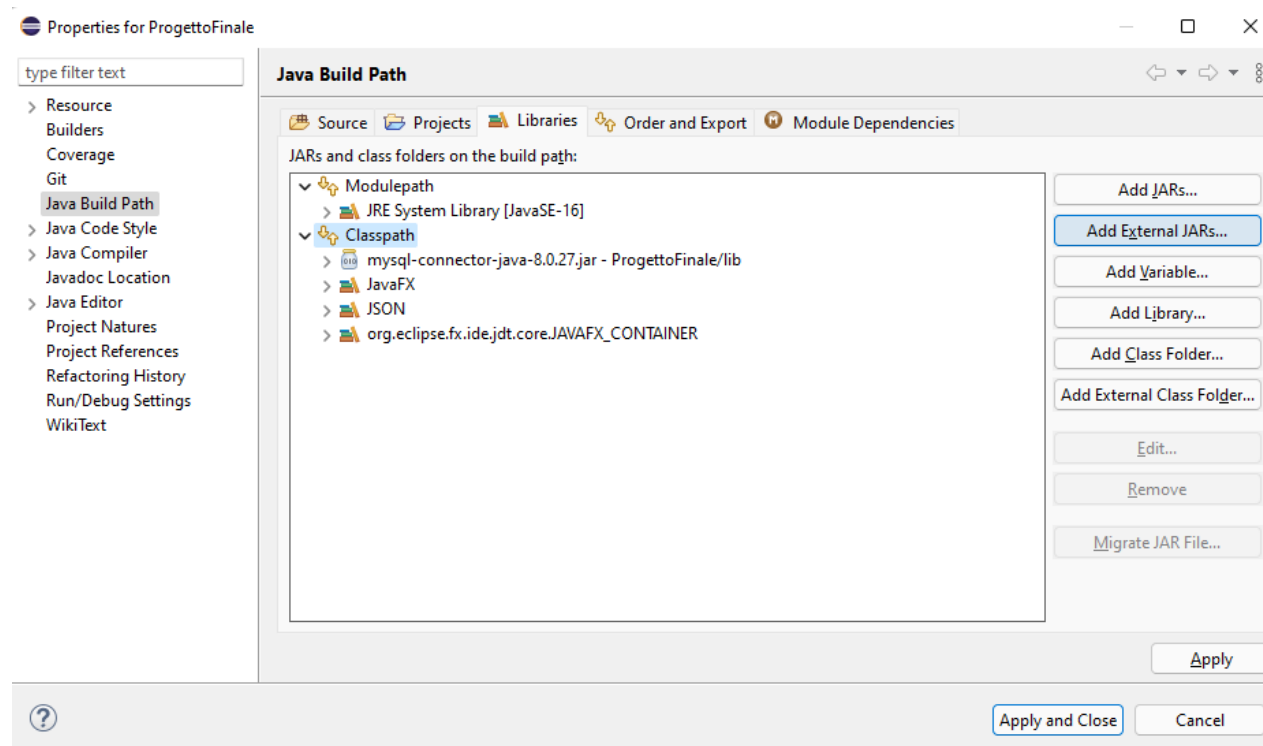 Properties for ProgettoFinale
type filter text
Resource
Builders
Coverage
Git
Java Build Path
Java Code Style
Java Compiler
Javadoc Location
Java Editor
Project Natures
Project References
Refactoring History
Run/Debug Settings
WikiText
Java Build Path
Source Projects Libraries Order and Export Module Dependencies
JARs and class folders on the build path:
Modulepath
JRE System Library [JavaSE-16]
Classpath
mysql-connector-java-8.0.27.jar - ProgettoFinale/lib
JavaFX
JSON
org.eclipse.fx.ide.jdt.core.JAVAFX_CONTAINER
Add JARs...
Add External JARs...
Add Variable...
Add Library...
Add Class Folder...
Add External Class Folder...
Edit...
Remove
Migrate JAR File...
Apply
Apply and Close Cancel